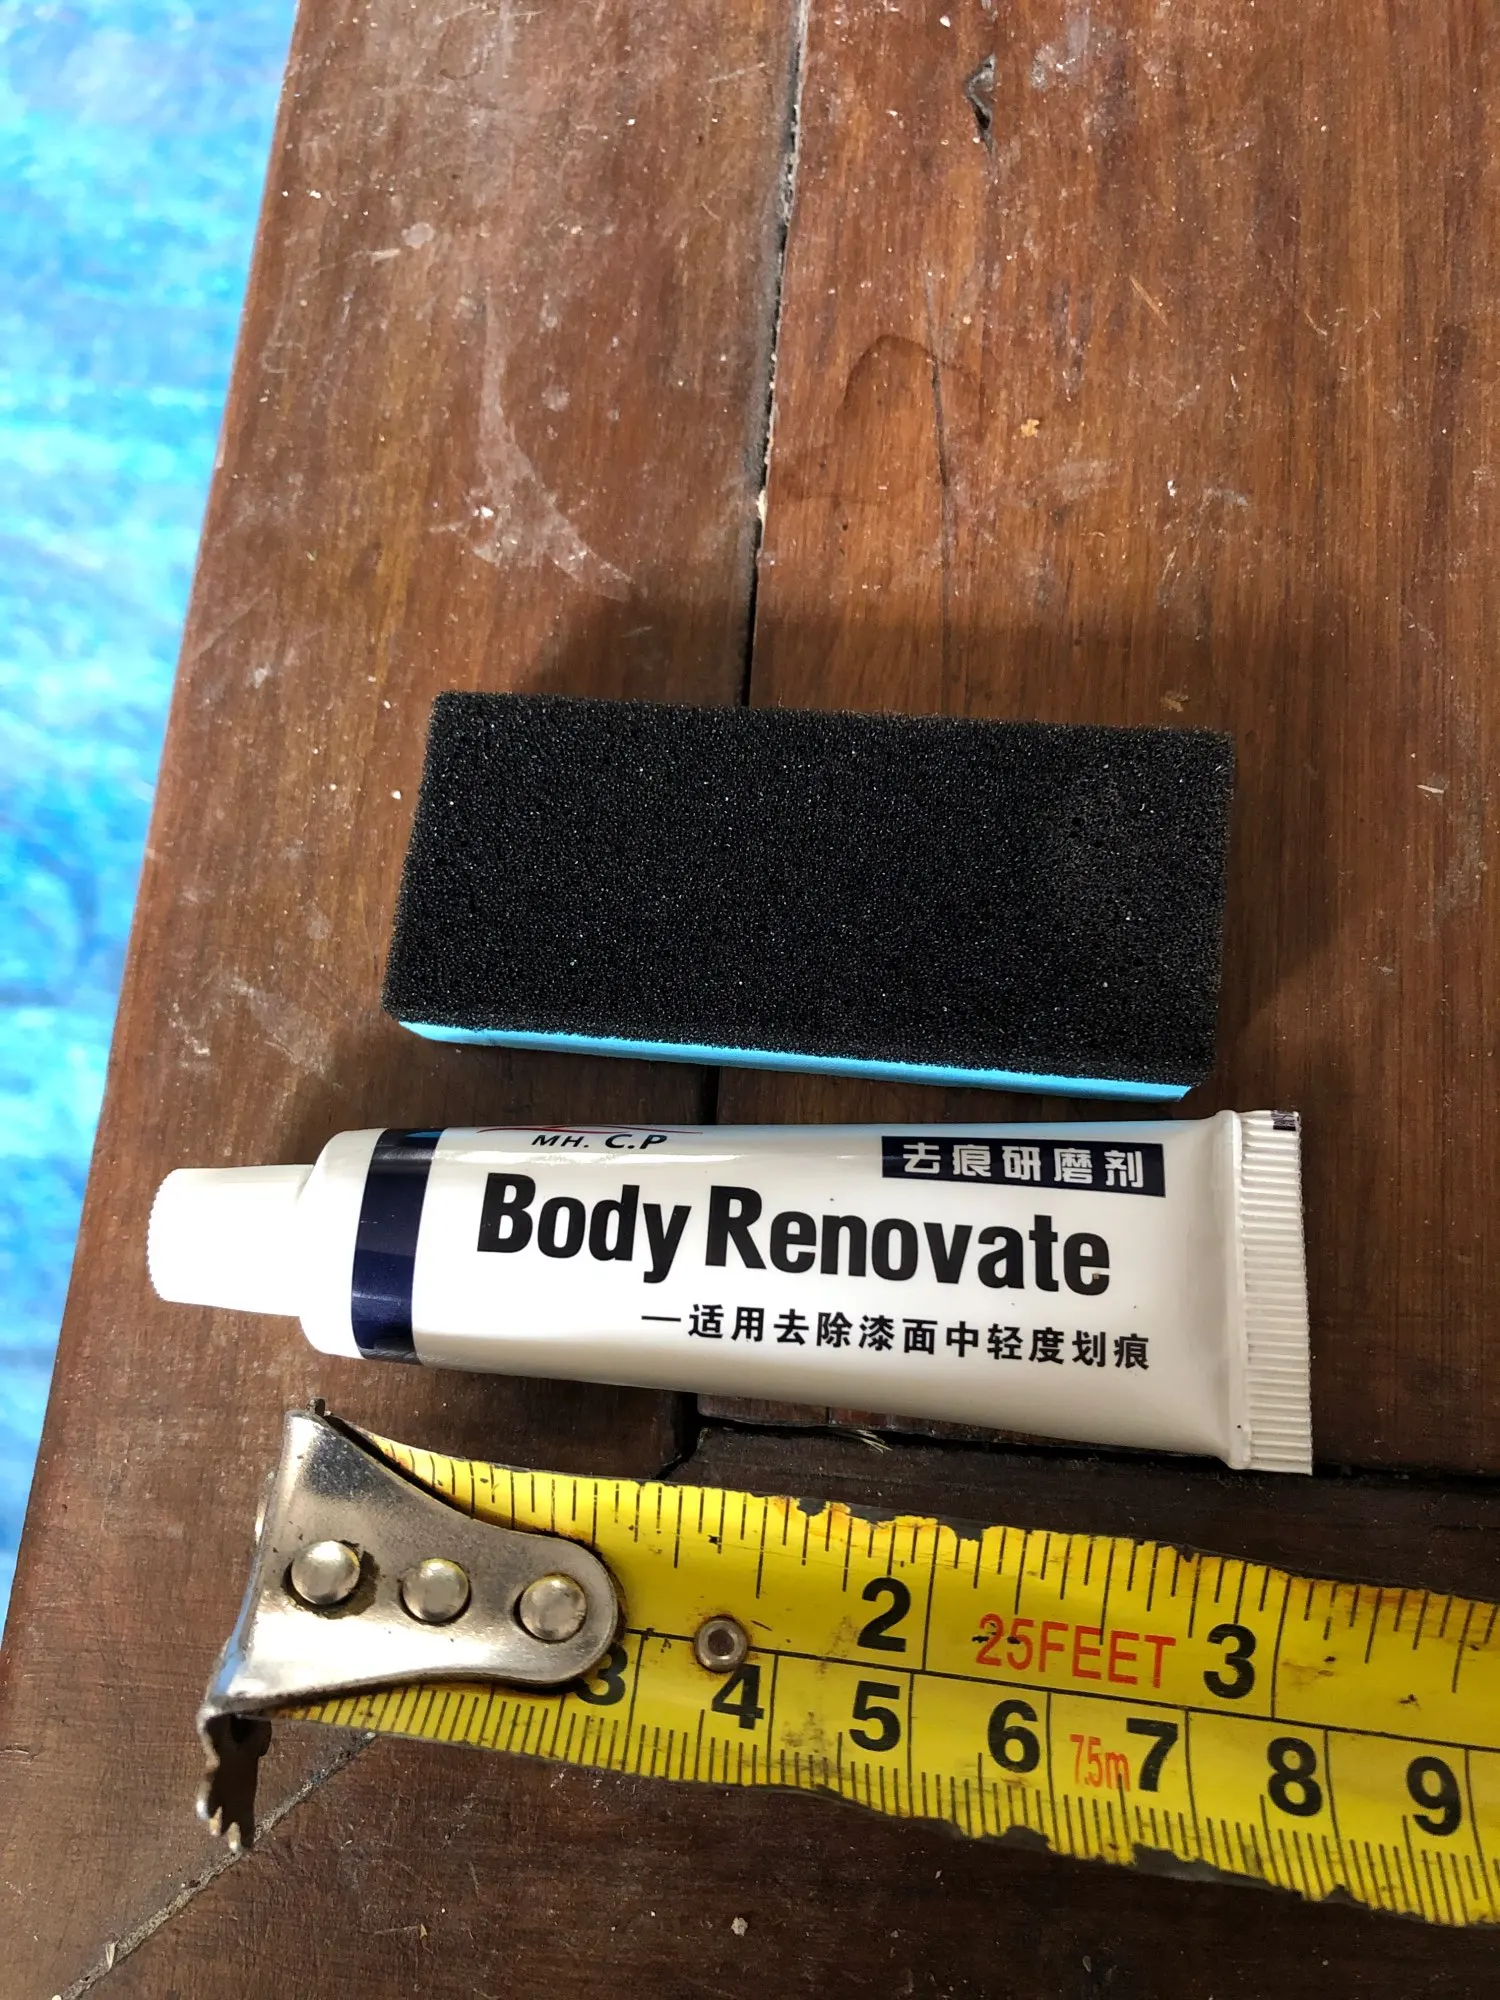 MH. C.P
去痕研磨剂
Body Renovate
—适用去除漆面中轻度划痕
2 25FEET 3
3 4 5 6 7.5m 7 8 9